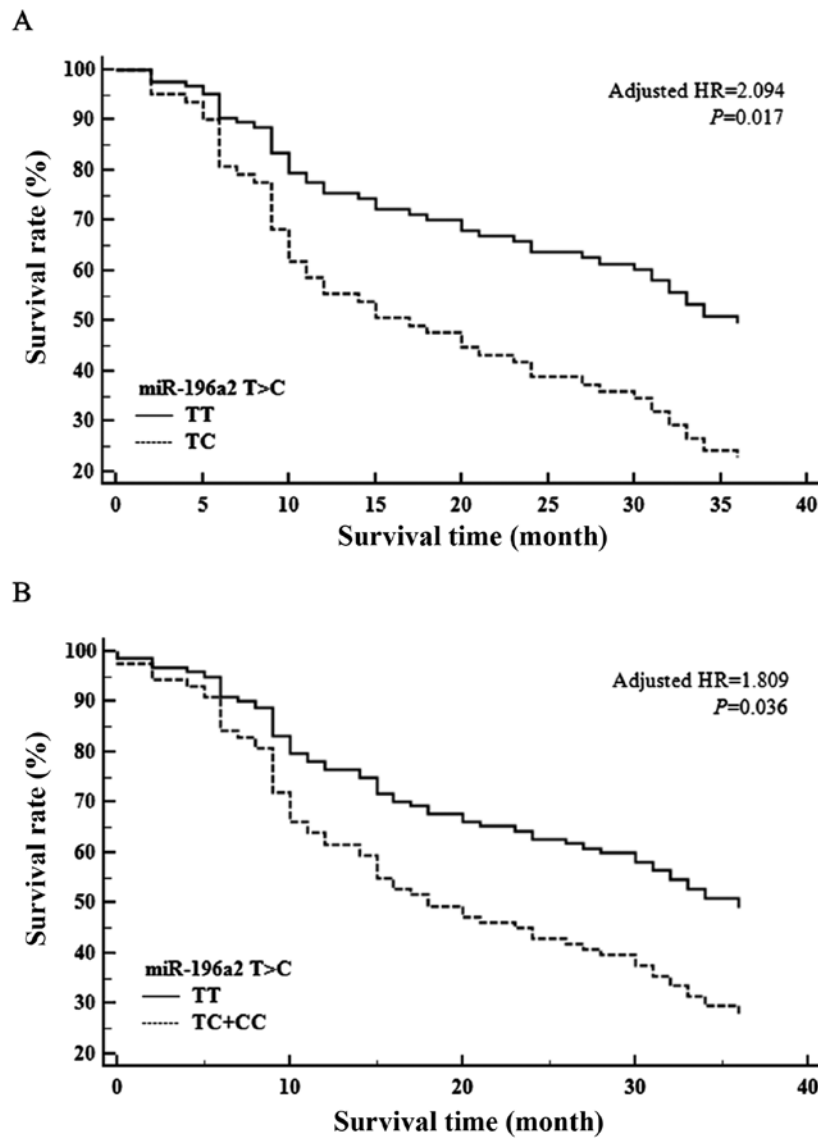 A
Adjusted HR=2.094
P=0.017
100
90
80
70
60
50
40
30
20
Survival rate (%)
miR-196a2 T>C
TT
TC
0 5 10 15 20 25 30 35 40
Survival time (month)
B
Adjusted HR=1.809
P=0.036
100
90
80
70
60
50
40
30
20
Survival rate (%)
miR-196a2 T>C
TT
TC+CC
0 10 20 30 40
Survival time (month)